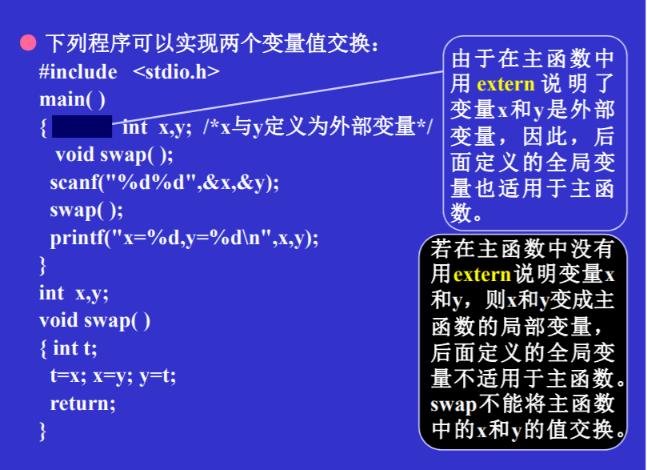 下列程序可以实现两个变量值交换：
#include <stdio.h>
main( )
{ int x,y; /*x与y定义为外部变量*/
void swap( );
scanf("%d%d",&x,&y);
swap( );
printf("x=%d,y=%d\n",x,y);
}
int x,y;
void swap( )
{ int t;
t=x; x=y; y=t;
return;
}
由于在主函数中
用 extern 说明了
变量x和y是外部
变量，因此，后
面定义的全局变
量也适用于主函
数。
若在主函数中没有
用extern说明变量x
和y，则x和y变成主
函数的局部变量，
后面定义的全局变
量不适用于主函数。
swap不能将主函数
中的x和y的值交换。